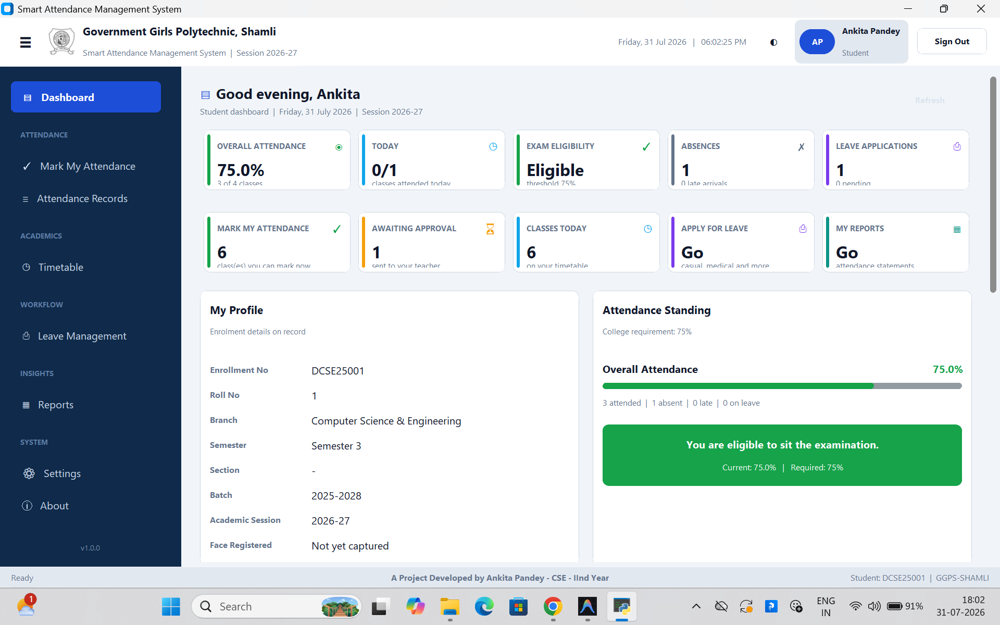 Smart Attendance Management System
Government Girls Polytechnic, Shamli
Smart Attendance Management System | Session 2026-27
Friday, 31 Jul 2026 | 06:02:25 PM
AP
Ankita Pandey
Student
Sign Out
Dashboard
ATTENDANCE
Mark My Attendance
Attendance Records
ACADEMICS
Timetable
WORKFLOW
Leave Management
INSIGHTS
Reports
SYSTEM
Settings
About
v1.0.0
Good evening, Ankita
Student dashboard | Friday, 31 July 2026 | Session 2026-27
Refresh
OVERALL ATTENDANCE
75.0%
3 of 4 classes
TODAY
0/1
classes attended today
EXAM ELIGIBILITY
Eligible
threshold 75%
ABSENCES
1
0 late arrivals
LEAVE APPLICATIONS
1
0 pending
MARK MY ATTENDANCE
6
class(es) you can mark now
AWAITING APPROVAL
1
sent to your teacher
CLASSES TODAY
6
on your timetable
APPLY FOR LEAVE
Go
casual, medical and more
MY REPORTS
Go
attendance statements
My Profile
Enrolment details on record
Enrollment No DCSE25001
Roll No 1
Branch Computer Science & Engineering
Semester Semester 3
Section -
Batch 2025-2028
Academic Session 2026-27
Face Registered Not yet captured
Attendance Standing
College requirement: 75%
Overall Attendance 75.0%
3 attended | 1 absent | 0 late | 0 on leave
You are eligible to sit the examination.
Current: 75.0% | Required: 75%
Ready
A Project Developed by Ankita Pandey - CSE - IInd Year
Student: DCSE25001 | GGPS-SHAMLI
1
Search
ENG
IN
91%
18:02
31-07-2026